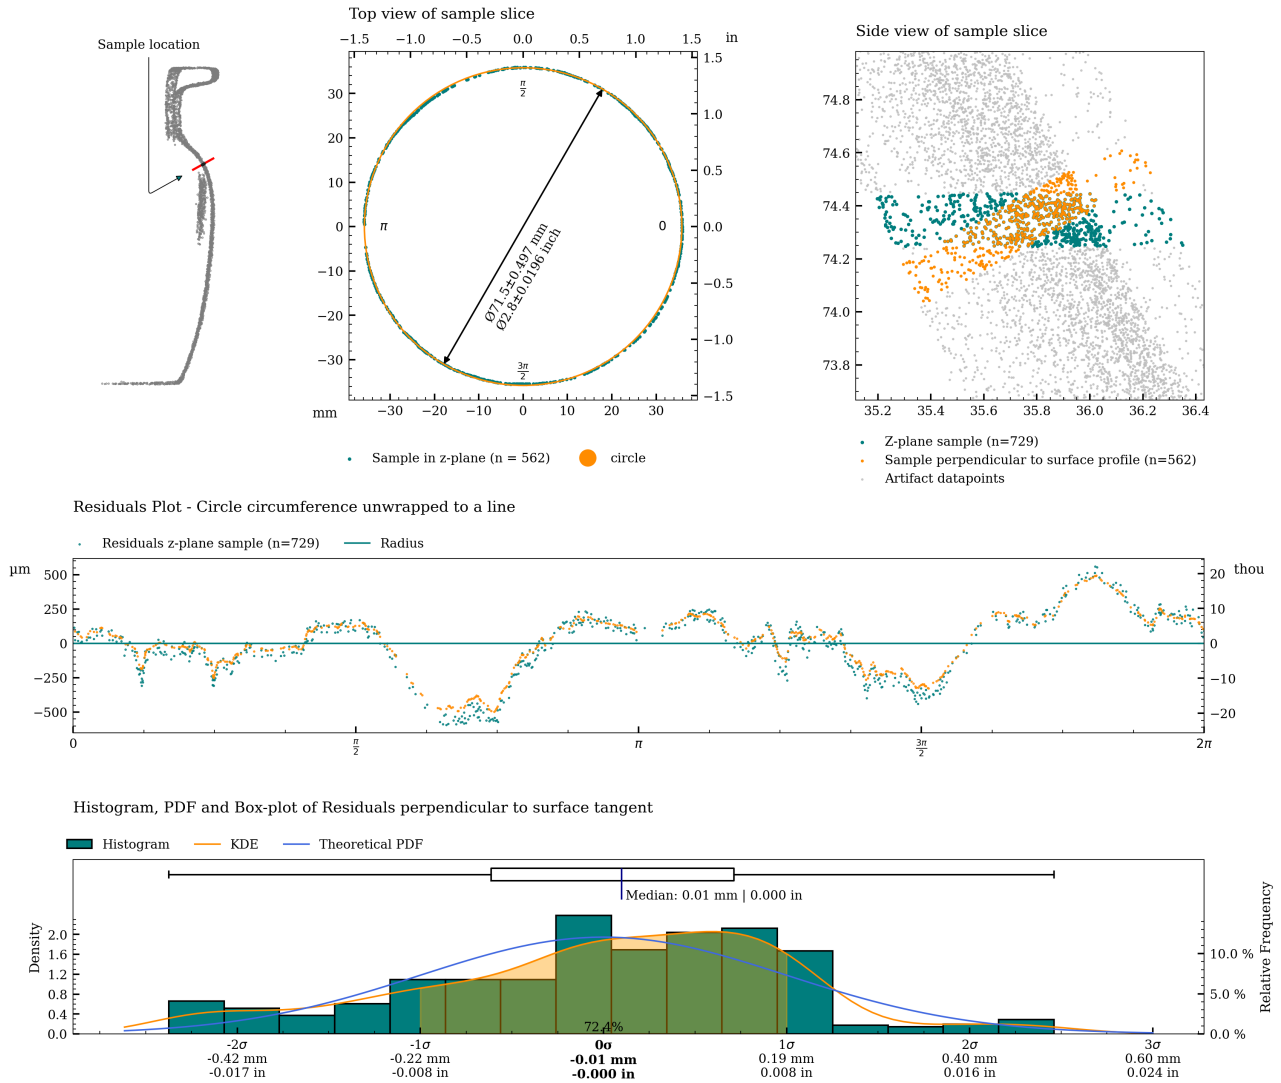 Sample location
Top view of sample slice
−1.5 −1.0 −0.5 0.0 0.5 1.0 1.5 in
30
20
10
0
−10
−20
−30
mm
−30 −20 −10 0 10 20 30
1.5
1.0
0.5
0.0
−0.5
−1.0
−1.5
π/2
π
0
3π/2
Ø71.5±0.497 mm
Ø2.8±0.0196 inch
Sample in z-plane (n = 562)
circle
Side view of sample slice
74.8
74.6
74.4
74.2
74.0
73.8
35.2 35.4 35.6 35.8 36.0 36.2 36.4
Z-plane sample (n=729)
Sample perpendicular to surface profile (n=562)
Artifact datapoints
Residuals Plot - Circle circumference unwrapped to a line
Residuals z-plane sample (n=729)
Radius
µm
500
250
0
−250
−500
20
10
0
−10
−20
thou
0 π/2 π 3π/2 2π
Histogram, PDF and Box-plot of Residuals perpendicular to surface tangent
Histogram
KDE
Theoretical PDF
Median: 0.01 mm | 0.000 in
Density
2.0
1.6
1.2
0.8
0.4
0.0
10.0 %
5.0 %
0.0 %
Relative Frequency
72.4%
-2σ -1σ 0σ 1σ 2σ 3σ
-0.42 mm -0.22 mm -0.01 mm 0.19 mm 0.40 mm 0.60 mm
-0.017 in -0.008 in -0.000 in 0.008 in 0.016 in 0.024 in